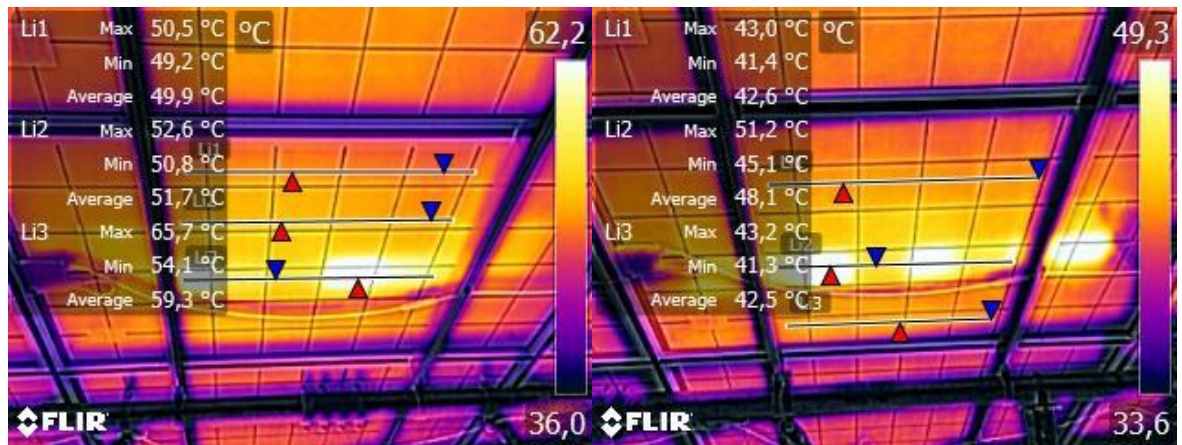 Li1 Max 50,5 °C °C 62,2
Min 49,2 °C
Average 49,9 °C
Li2 Max 52,6 °C
Li1
Min 50,8 °C
Average 51,7 °C
Li3 Max 65,7 °C
Min 54,1 °C
Average 59,3 °C
FLIR 36,0
Li1 Max 43,0 °C °C 49,3
Min 41,4 °C
Average 42,6 °C
Li2 Max 51,2 °C
Min 45,1 °C
Average 48,1 °C
Li3 Max 43,2 °C
Min 41,3 °C
Average 42,5 °C
FLIR 33,6